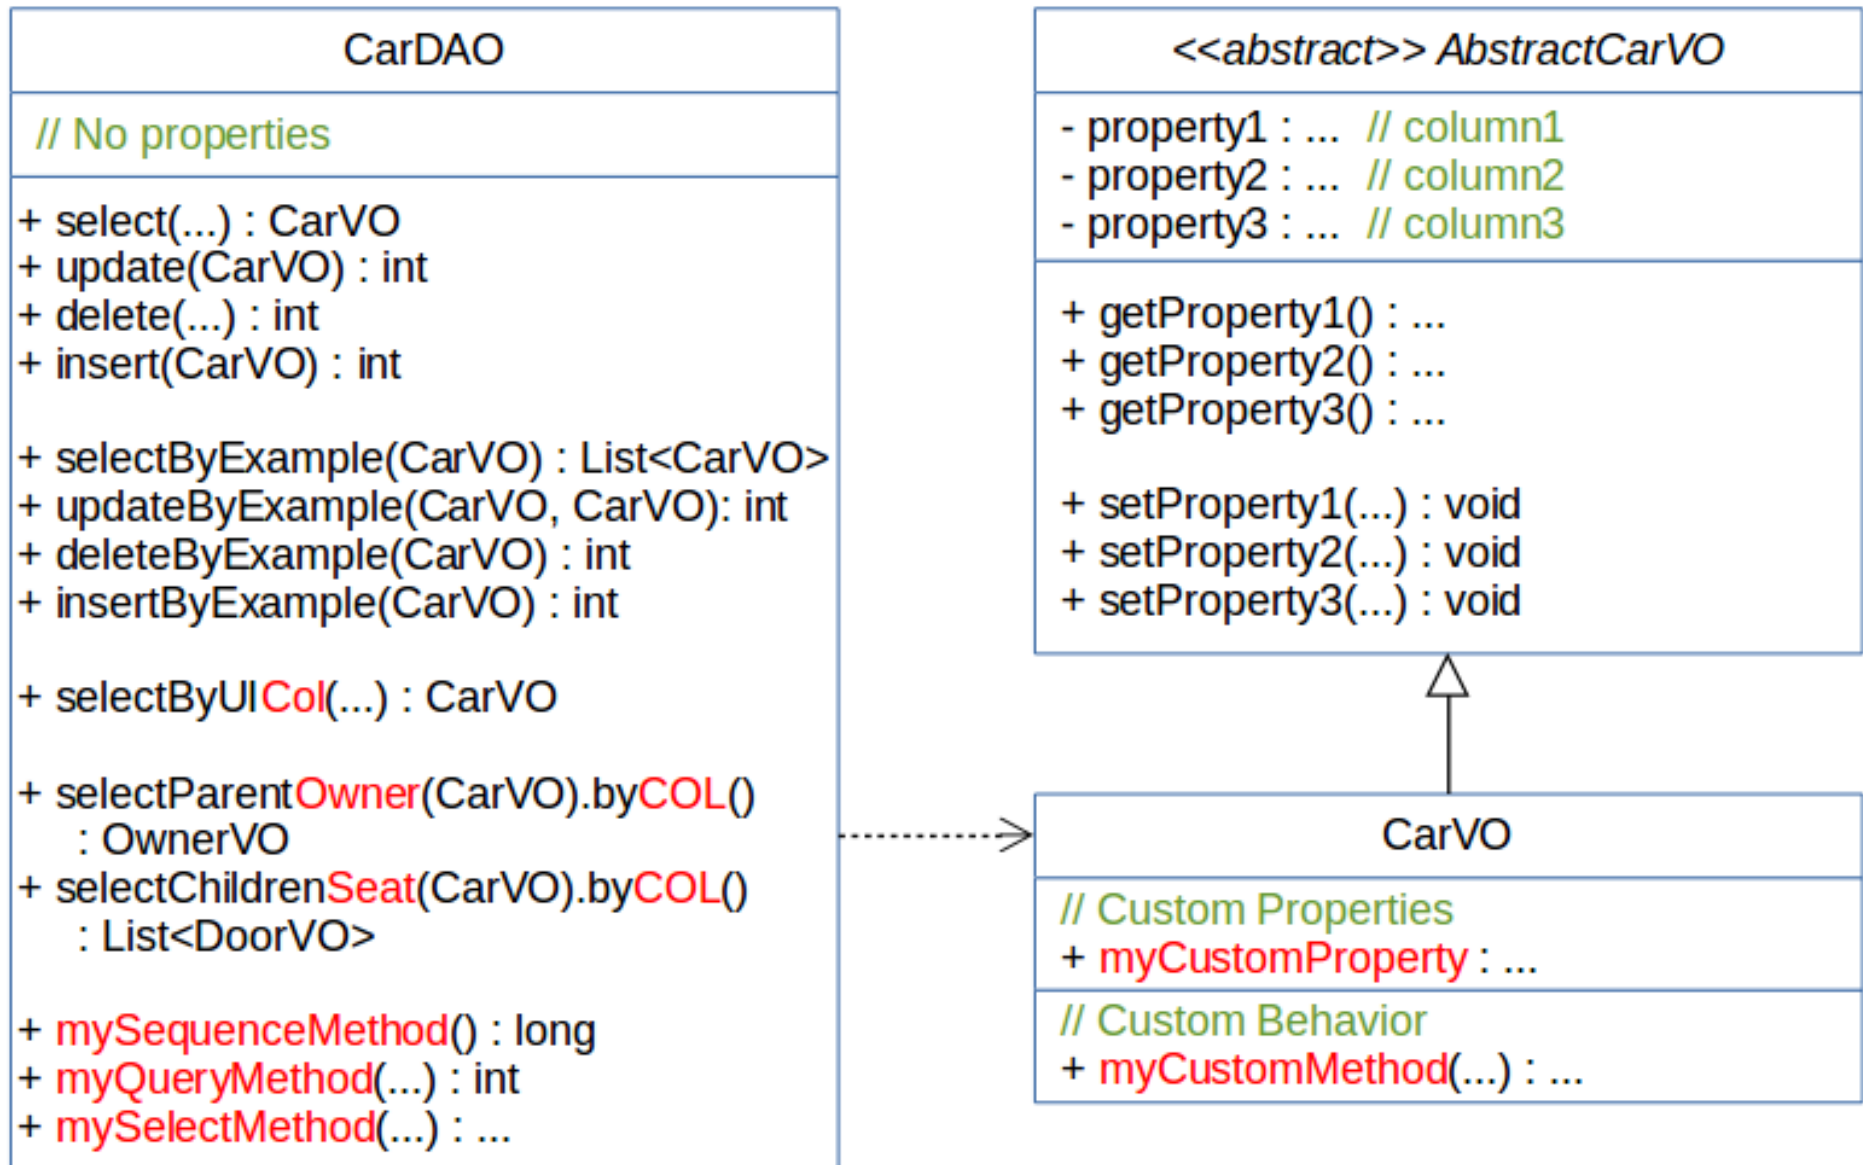 CarDAO
// No properties
+ select(...) : CarVO
+ update(CarVO) : int
+ delete(...) : int
+ insert(CarVO) : int
+ selectByExample(CarVO) : List<CarVO>
+ updateByExample(CarVO, CarVO): int
+ deleteByExample(CarVO) : int
+ insertByExample(CarVO) : int
+ selectByUICol(...) : CarVO
+ selectParentOwner(CarVO).byCOL()
: OwnerVO
+ selectChildrenSeat(CarVO).byCOL()
: List<DoorVO>
+ mySequenceMethod() : long
+ myQueryMethod(...) : int
+ mySelectMethod(...) : ...
<<abstract>> AbstractCarVO
- property1 : ... // column1
- property2 : ... // column2
- property3 : ... // column3
+ getProperty1() : ...
+ getProperty2() : ...
+ getProperty3() : ...
+ setProperty1(...) : void
+ setProperty2(...) : void
+ setProperty3(...) : void
CarVO
// Custom Properties
+ myCustomProperty : ...
// Custom Behavior
+ myCustomMethod(...) : ...